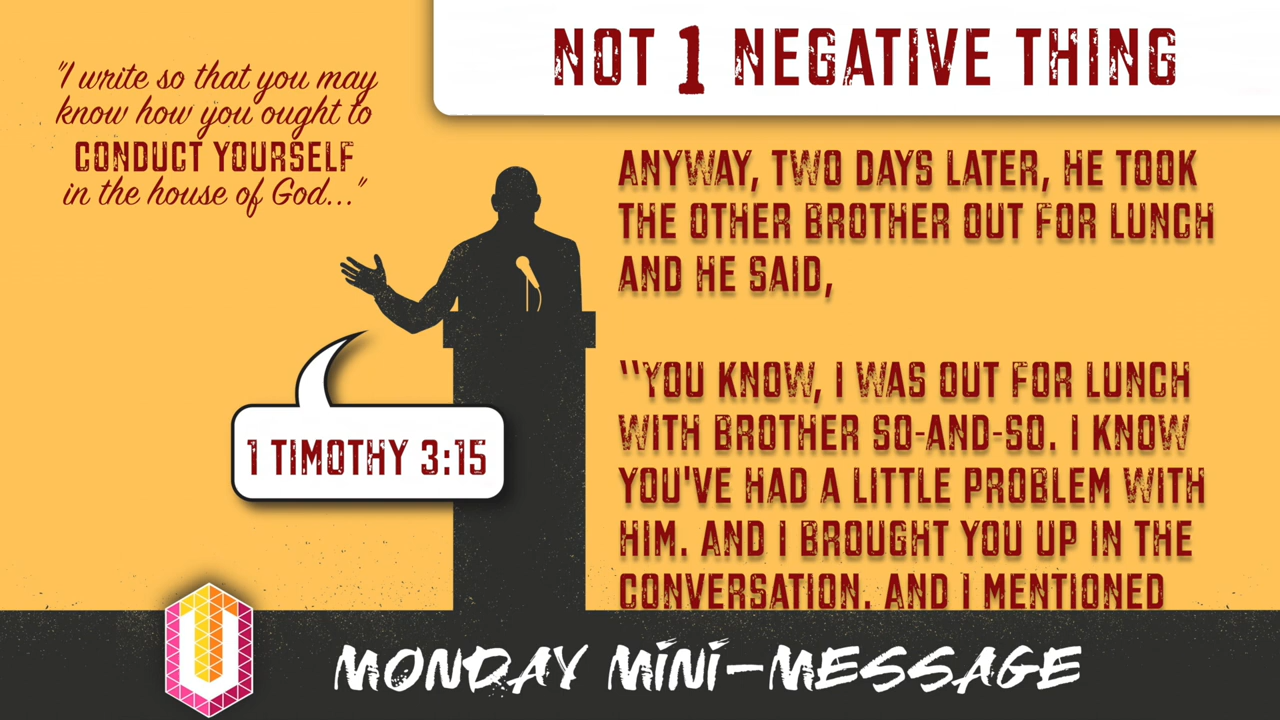 "I write so that you may
know how you ought to
CONDUCT YOURSELF
in the house of God..."
NOT 1 NEGATIVE THING
ANYWAY, TWO DAYS LATER, HE TOOK
THE OTHER BROTHER OUT FOR LUNCH
AND HE SAID,
"YOU KNOW, I WAS OUT FOR LUNCH
WITH BROTHER SO-AND-SO. I KNOW
YOU'VE HAD A LITTLE PROBLEM WITH
HIM. AND I BROUGHT YOU UP IN THE
CONVERSATION. AND I MENTIONED
1 TIMOTHY 3:15
U
MONDAY MINI-MESSAGE